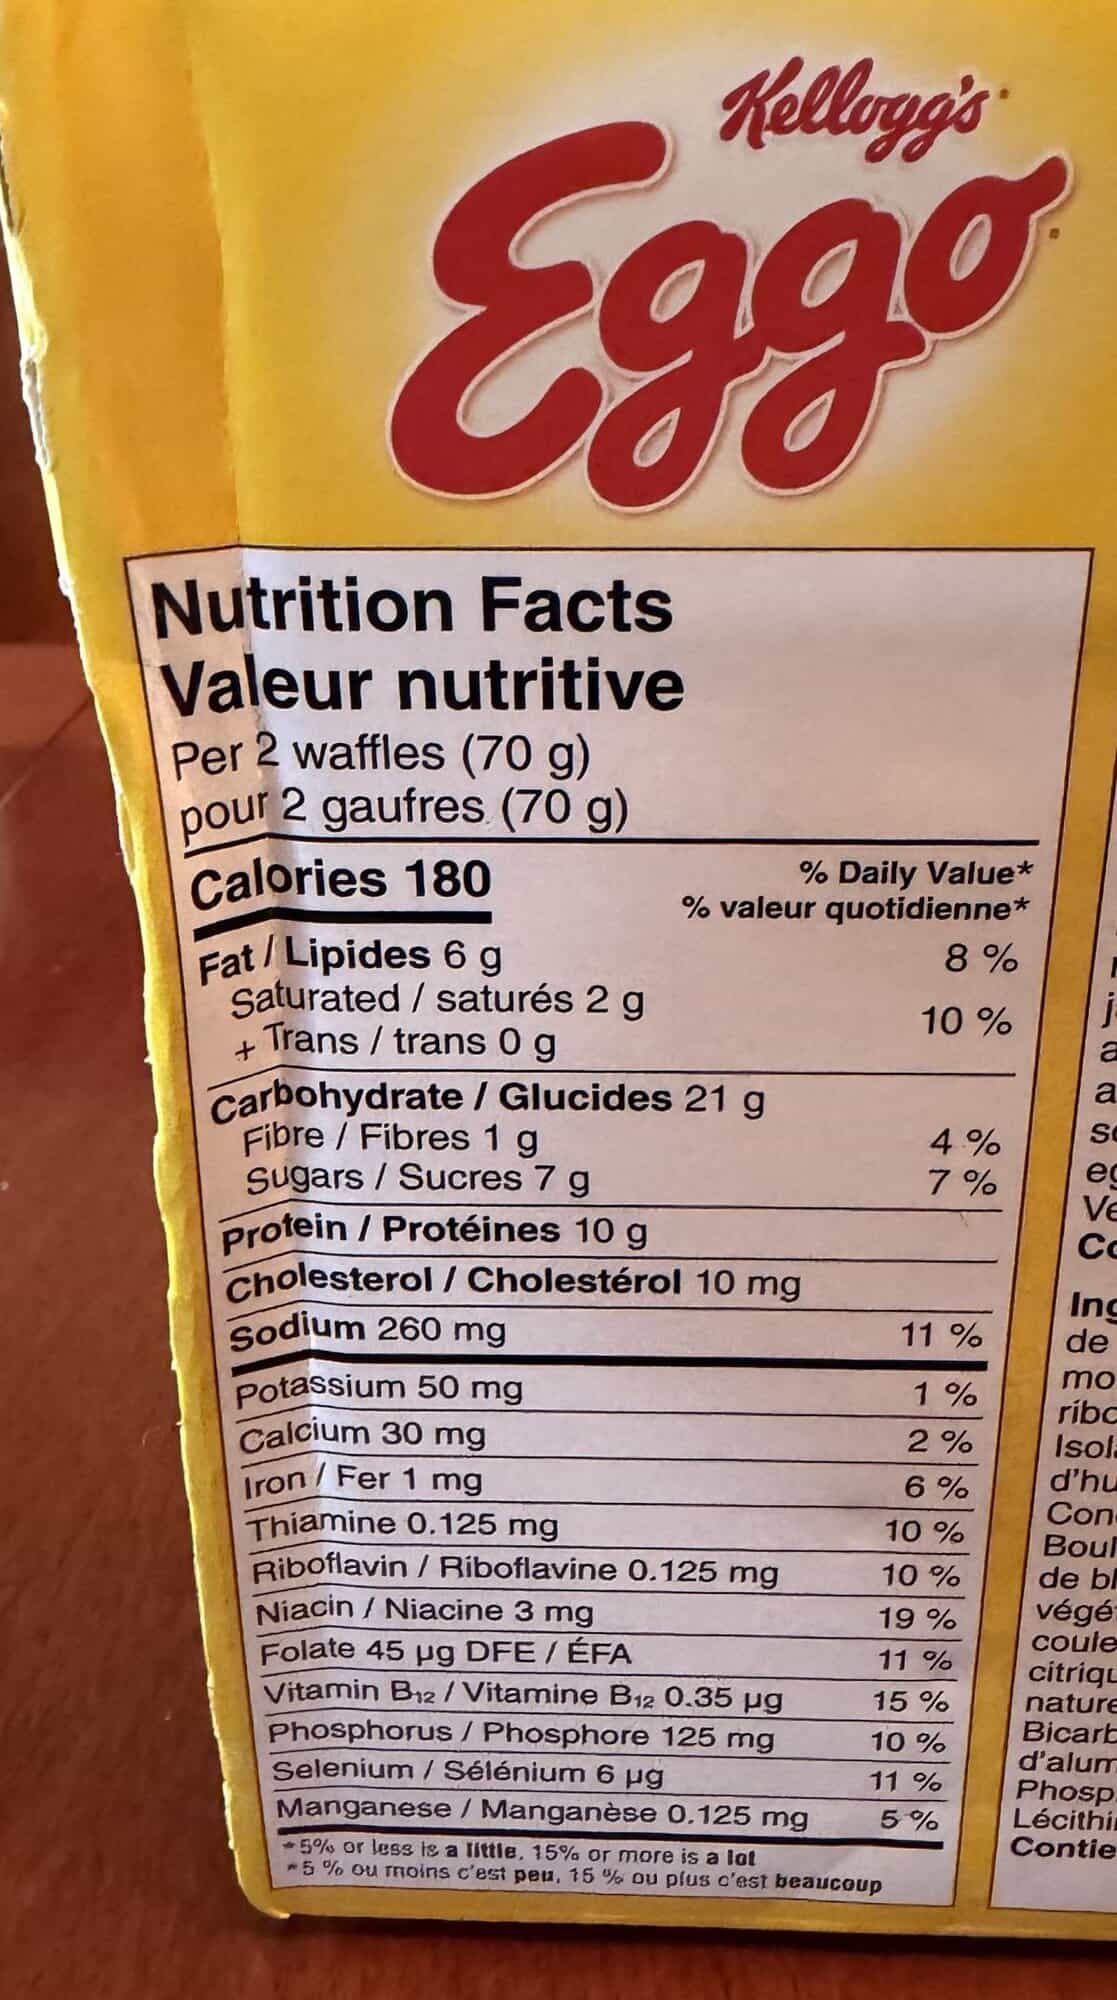 Kellogg's
Eggo
Nutrition Facts
Valeur nutritive
Per 2 waffles (70 g)
pour 2 gaufres (70 g)
Calories 180
% Daily Value*
% valeur quotidienne*
Fat / Lipides 6 g 8 %
Saturated / saturés 2 g
+ Trans / trans 0 g 10 %
Carbohydrate / Glucides 21 g
Fibre / Fibres 1 g 4 %
Sugars / Sucres 7 g 7 %
Protein / Protéines 10 g
Cholesterol / Cholestérol 10 mg
Sodium 260 mg 11 %
Potassium 50 mg 1 %
Calcium 30 mg 2 %
Iron / Fer 1 mg 6 %
Thiamine 0.125 mg 10 %
Riboflavin / Riboflavine 0.125 mg 10 %
Niacin / Niacine 3 mg 19 %
Folate 45 µg DFE / ÉFA 11 %
Vitamin B12 / Vitamine B12 0.35 µg 15 %
Phosphorus / Phosphore 125 mg 10 %
Selenium / Sélénium 6 µg 11 %
Manganese / Manganèse 0.125 mg 5 %
*5% or less is a little, 15% or more is a lot
*5 % ou moins c'est peu, 15 % ou plus c'est beaucoup
de
d'hu
de bl